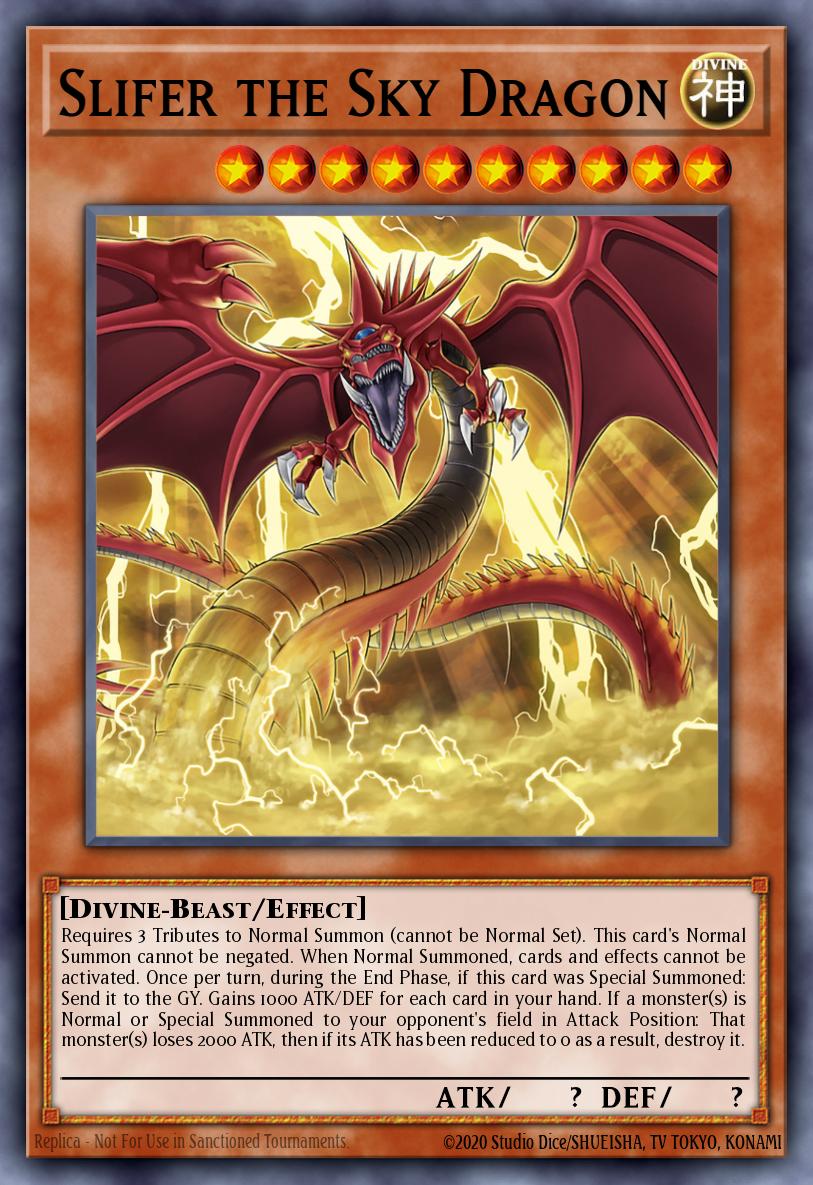 Slifer the Sky Dragon
DIVINE
神
[Divine-Beast/Effect]
Requires 3 Tributes to Normal Summon (cannot be Normal Set). This card's Normal
Summon cannot be negated. When Normal Summoned, cards and effects cannot be
activated. Once per turn, during the End Phase, if this card was Special Summoned:
Send it to the GY. Gains 1000 ATK/DEF for each card in your hand. If a monster(s) is
Normal or Special Summoned to your opponent's field in Attack Position: That
monster(s) loses 2000 ATK, then if its ATK has been reduced to 0 as a result, destroy it.
ATK/ ? DEF/ ?
Replica - Not For Use in Sanctioned Tournaments.
©2020 Studio Dice/SHUEISHA, TV TOKYO, KONAMI